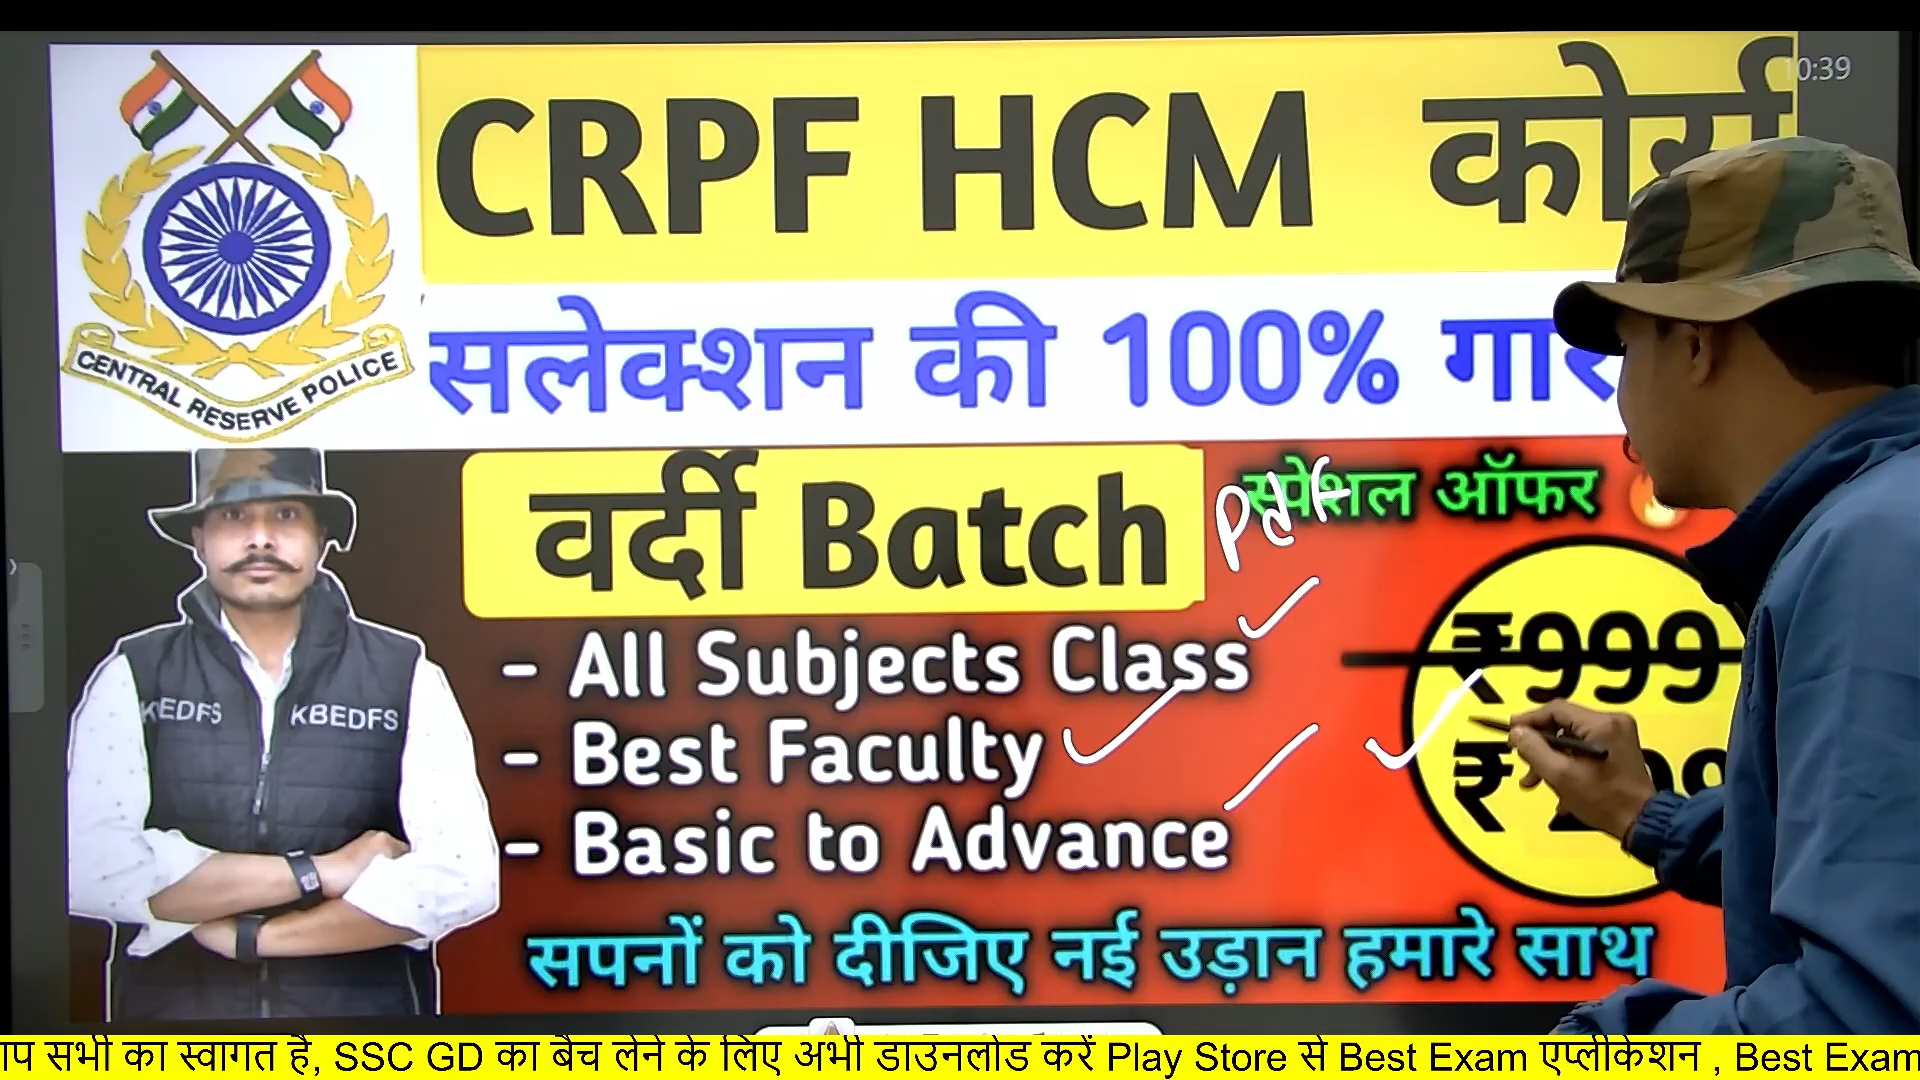 10:39
CRPF HCM कोर्स
CENTRAL RESERVE POLICE
सलेक्शन की 100%
वर्दी Batch
Pdf
स्पेशल ऑफर
- All Subjects Class
₹999
- Best Faculty
- Basic to Advance
KBEDFS
सपनों को दीजिए नई उड़ान हमारे साथ
सभी का स्वागत है, SSC GD का बैच लेने के लिए अभी डाउनलोड करें Play Store से Best Exam एप्लीकेशन , Best Exam